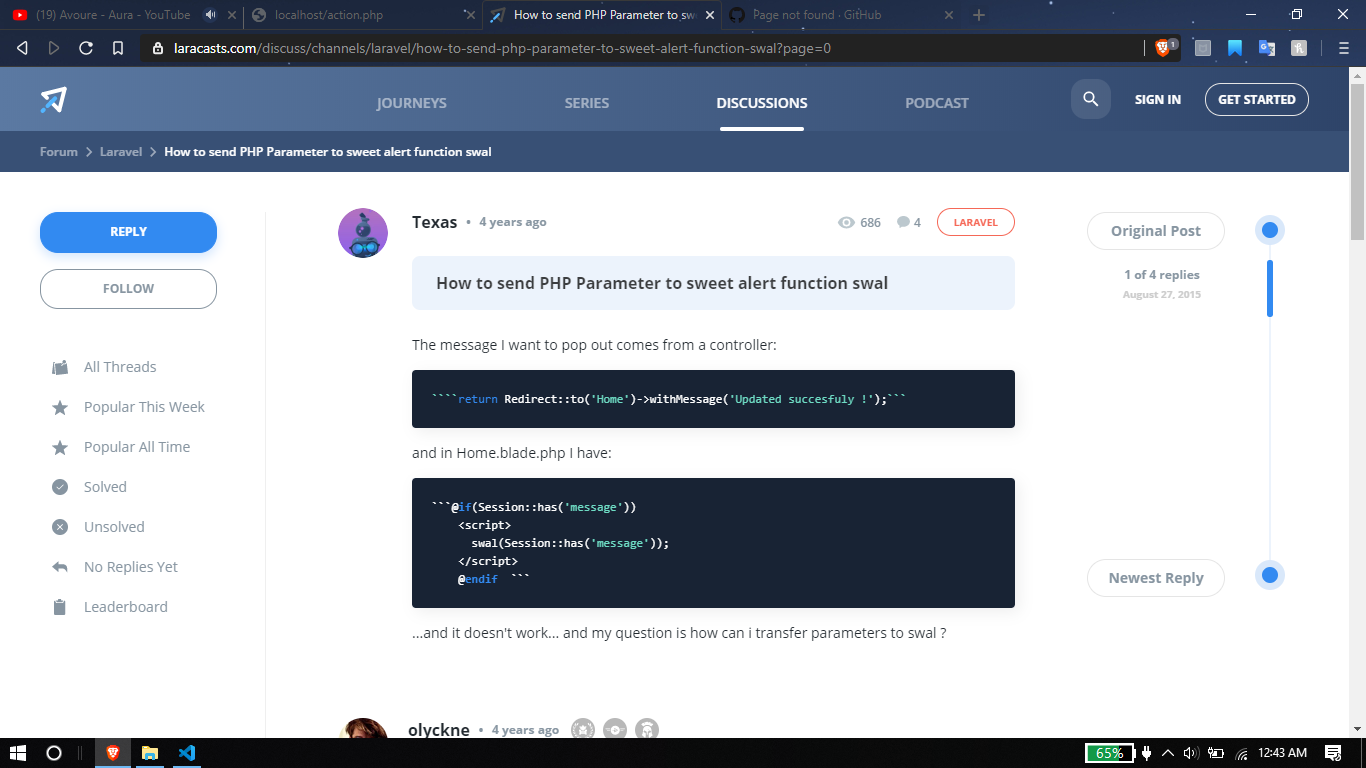 (19) Avoure - Aura - YouTube
localhost/action.php
How to send PHP Parameter to sw
Page not found · GitHub
laracasts.com/discuss/channels/laravel/how-to-send-php-parameter-to-sweet-alert-function-swal?page=0
1
JOURNEYS
SERIES
DISCUSSIONS
PODCAST
SIGN IN
GET STARTED
Forum > Laravel > How to send PHP Parameter to sweet alert function swal
REPLY
FOLLOW
All Threads
Popular This Week
Popular All Time
Solved
Unsolved
No Replies Yet
Leaderboard
Texas • 4 years ago
686
4
LARAVEL
How to send PHP Parameter to sweet alert function swal
The message I want to pop out comes from a controller:
````return Redirect::to('Home')->withMessage('Updated succesfuly !');```
and in Home.blade.php I have:
```@if(Session::has('message'))
<script>
swal(Session::has('message'));
</script>
@endif ```
...and it doesn't work... and my question is how can i transfer parameters to swal ?
olyckne • 4 years ago
Original Post
1 of 4 replies
August 27, 2015
Newest Reply
65%
12:43 AM